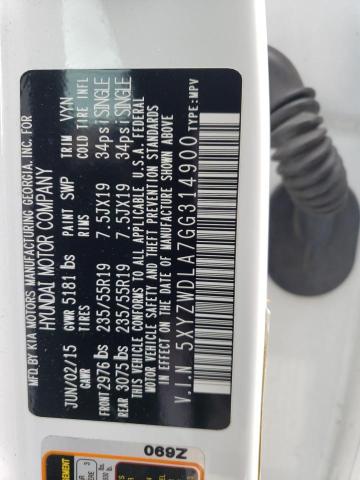 MFD.BY KIA MOTORS MANUFACTURING GEORGIA, INC. FOR
HYUNDAI MOTOR COMPANY
JUN/02/15 GVWR 5181 lbs PAINT SWP TRIM VYN
GAWR TIRES RIMS COLD TIRE INFL
FRONT 2976 lbs 235/55R19 7.5JX19 34psi SINGLE
REAR 3075 lbs 235/55R19 7.5JX19 34psi SINGLE
THIS VEHICLE CONFORMS TO ALL APPLICABLE U.S.A. FEDERAL
MOTOR VEHICLE SAFETY AND THEFT PREVENTION STANDARDS
IN EFFECT ON THE DATE OF MANUFACTURE SHOWN ABOVE
V.I.N 5XYZWDLA7GG314900 TYPE:MPV
069Z